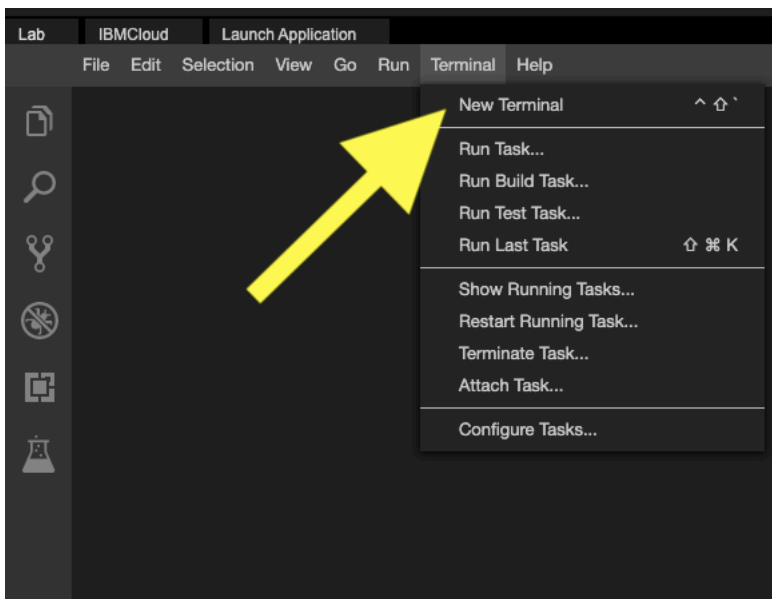 Lab IBMCloud Launch Application
File Edit Selection View Go Run Terminal Help
New Terminal ^ ⇧ `
Run Task...
Run Build Task...
Run Test Task...
Run Last Task ⇧ ⌘ K
Show Running Tasks...
Restart Running Task...
Terminate Task...
Attach Task...
Configure Tasks...